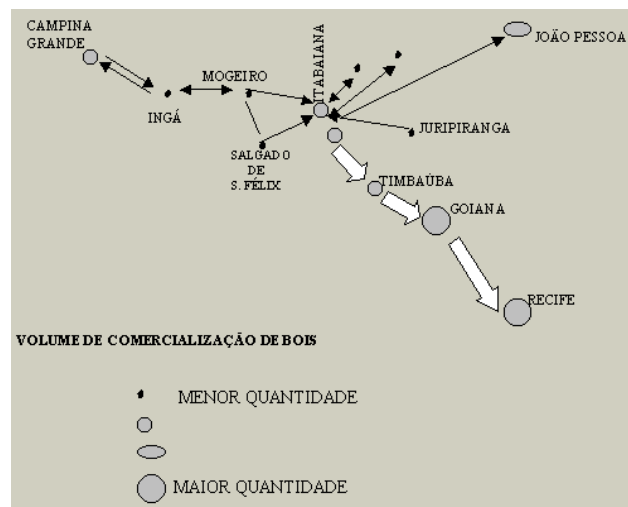 CAMPINA
GRANDE
INGÁ
MOGEIRO
SALGADO
DE
S. FÉLIX
ITABAIANA
JOÃO PESSOA
JURIPIRANGA
TIMBAÚBA
GOIANA
RECIFE
VOLUME DE COMERCIALIZAÇÃO DE BOIS
MENOR QUANTIDADE
MAIOR QUANTIDADE